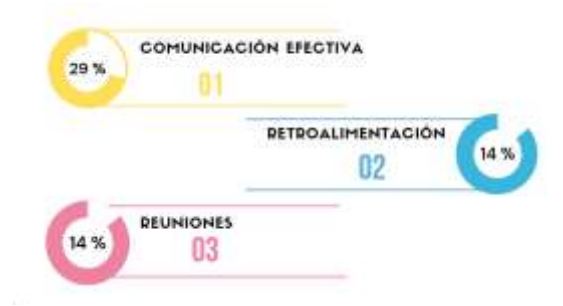 COMUNICACIÓN EFECTIVA
29 %
01
RETROALIMENTACIÓN
14 %
02
REUNIONES
14 %
03